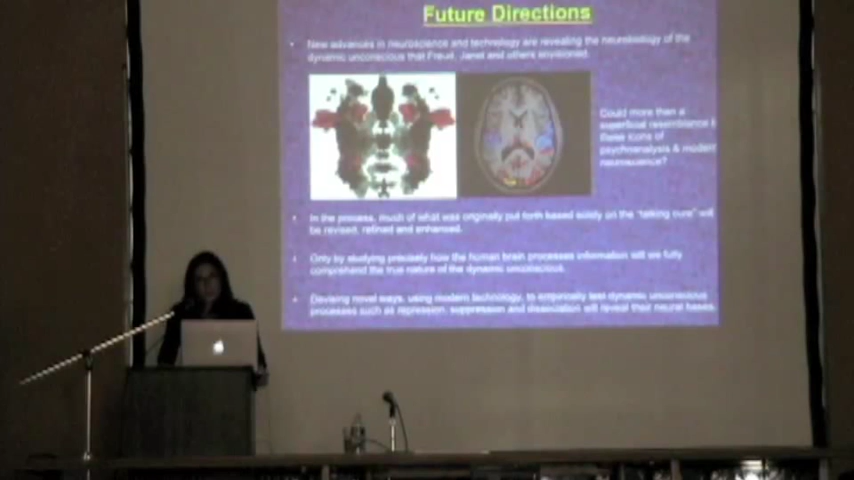 Future Directions
• New advances in neuroscience and technology are revealing the neurobiology of the
dynamic unconscious that Freud, Janet and others envisioned.
Could more than a
superficial resemblance
these icons of
psychoanalysis & modern
neuroscience?
• In the process, much of what was originally put forth based solely on the "talking cure" will
be revised, refined and enhanced.
• Only by studying precisely how the human brain processes information will we fully
comprehend the true nature of the dynamic unconscious.
• Devising novel ways, using modern technology, to empirically test dynamic unconscious
processes such as repression, suppression and dissociation will reveal their neural bases.